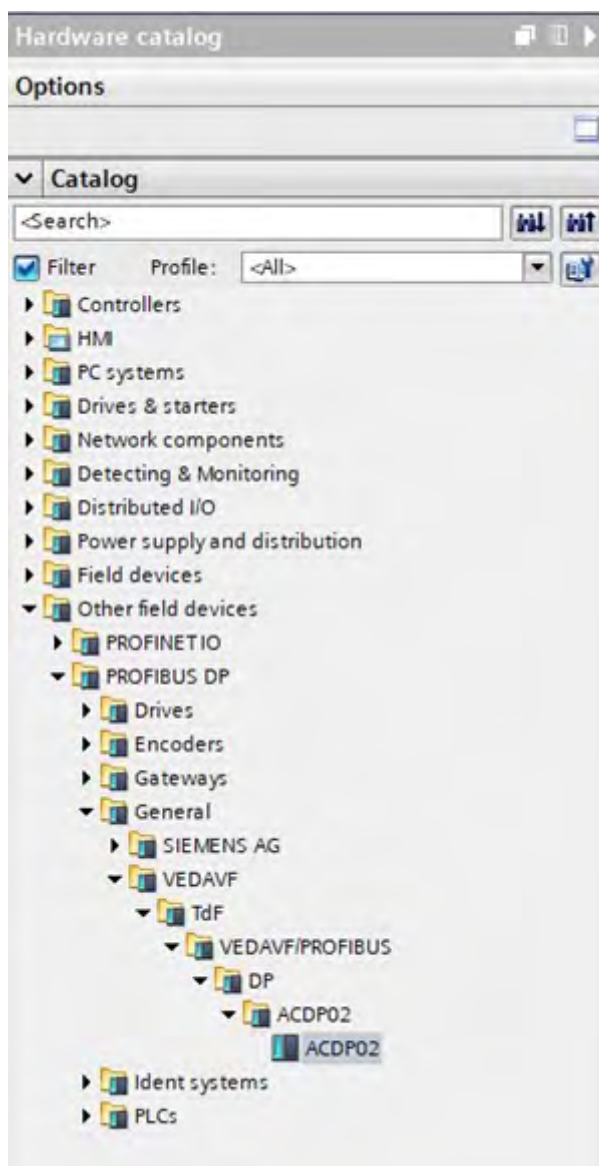 Hardware catalog
Options
Catalog
<Search>
Filter Profile: <All>
Controllers
HMI
PC systems
Drives & starters
Network components
Detecting & Monitoring
Distributed I/O
Power supply and distribution
Field devices
Other field devices
PROFINET IO
PROFIBUS DP
Drives
Encoders
Gateways
General
SIEMENS AG
VEDAVF
TdF
VEDAVF/PROFIBUS
DP
ACDP02
ACDP02
Ident systems
PLCs